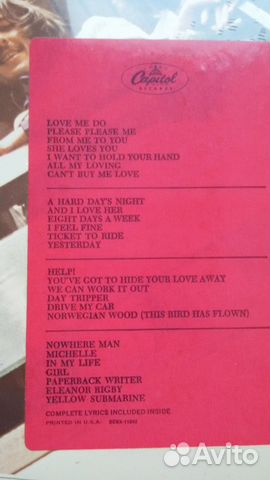 Capitol
RECORDS
LOVE ME DO
PLEASE PLEASE ME
FROM ME TO YOU
SHE LOVES YOU
I WANT TO HOLD YOUR HAND
ALL MY LOVING
CAN'T BUY ME LOVE
A HARD DAY'S NIGHT
AND I LOVE HER
EIGHT DAYS A WEEK
I FEEL FINE
TICKET TO RIDE
YESTERDAY
HELP!
YOU'VE GOT TO HIDE YOUR LOVE AWAY
WE CAN WORK IT OUT
DAY TRIPPER
DRIVE MY CAR
NORWEGIAN WOOD (THIS BIRD HAS FLOWN)
NOWHERE MAN
MICHELLE
IN MY LIFE
GIRL
PAPERBACK WRITER
ELEANOR RIGBY
YELLOW SUBMARINE
COMPLETE LYRICS INCLUDED INSIDE
PRINTED IN U.S.A.
Avito